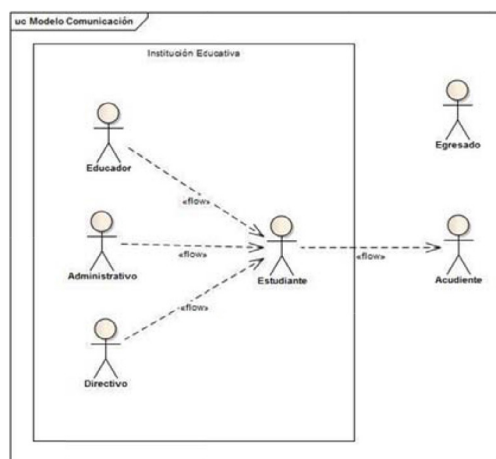 uc Modelo Comunicación
Institución Educativa
Educador
Egresado
«flow»
Administrativo
«flow»
Estudiante
«flow»
Acudiente
«flow»
Directivo